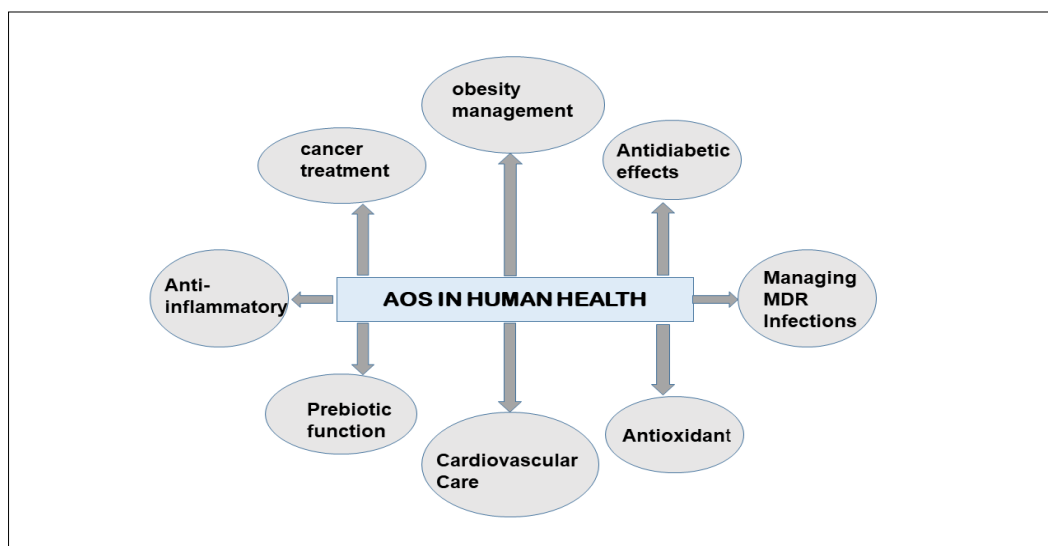 obesity
management
cancer
treatment
Antidiabetic
effects
Anti-
inflammatory
AOS IN HUMAN HEALTH
Managing
MDR
Infections
Prebiotic
function
Cardiovascular
Care
Antioxidant